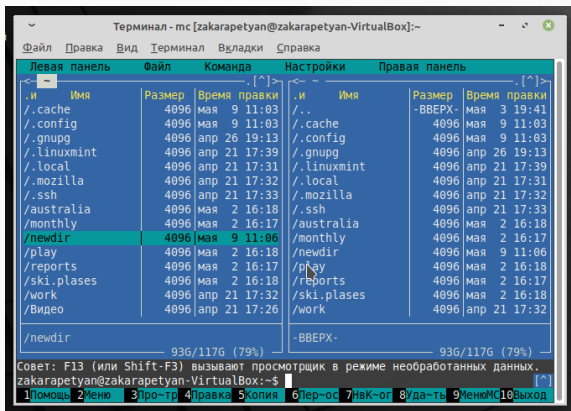 Терминал - mc [zakarapetyan@zakarapetyan-VirtualBox]:~
Файл Правка Вид Терминал Вкладки Справка
Левая панель Файл Команда Настройки Правая панель
<— ~ .[^]> <— ~ .[^]>
.и Имя Размер Время правки .и Имя Размер Время правки
/.cache 4096 мая 9 11:03 /.. -ВВЕРХ- мая 3 19:41
/.config 4096 мая 9 11:03 /.cache 4096 мая 9 11:03
/.gnupg 4096 апр 26 19:13 /.config 4096 мая 9 11:03
/.linuxmint 4096 апр 21 17:39 /.gnupg 4096 апр 26 19:13
/.local 4096 апр 21 17:31 /.linuxmint 4096 апр 21 17:39
/.mozilla 4096 апр 21 17:32 /.local 4096 апр 21 17:31
/.ssh 4096 апр 21 17:33 /.mozilla 4096 апр 21 17:32
/australia 4096 мая 2 16:18 /.ssh 4096 апр 21 17:33
/monthly 4096 мая 2 16:17 /australia 4096 мая 2 16:18
/newdir 4096 мая 9 11:06 /monthly 4096 мая 2 16:17
/play 4096 мая 2 16:18 /newdir 4096 мая 9 11:06
/reports 4096 мая 2 16:17 /play 4096 мая 2 16:18
/ski.plases 4096 мая 2 16:18 /reports 4096 мая 2 16:17
/work 4096 апр 21 17:32 /ski.plases 4096 мая 2 16:18
/Видео 4096 апр 21 17:26 /work 4096 апр 21 17:32
/newdir -ВВЕРХ-
93G/117G (79%) 93G/117G (79%)
Совет: F13 (или Shift-F3) вызывают просмотрщик в режиме необработанных данных.
zakarapetyan@zakarapetyan-VirtualBox:~$ [^]
1Помощь 2Меню 3Про~тр 4Правка 5Копия 6Пер~ос 7НвК~ог 8Уда~ть 9МенюМС 10Выход